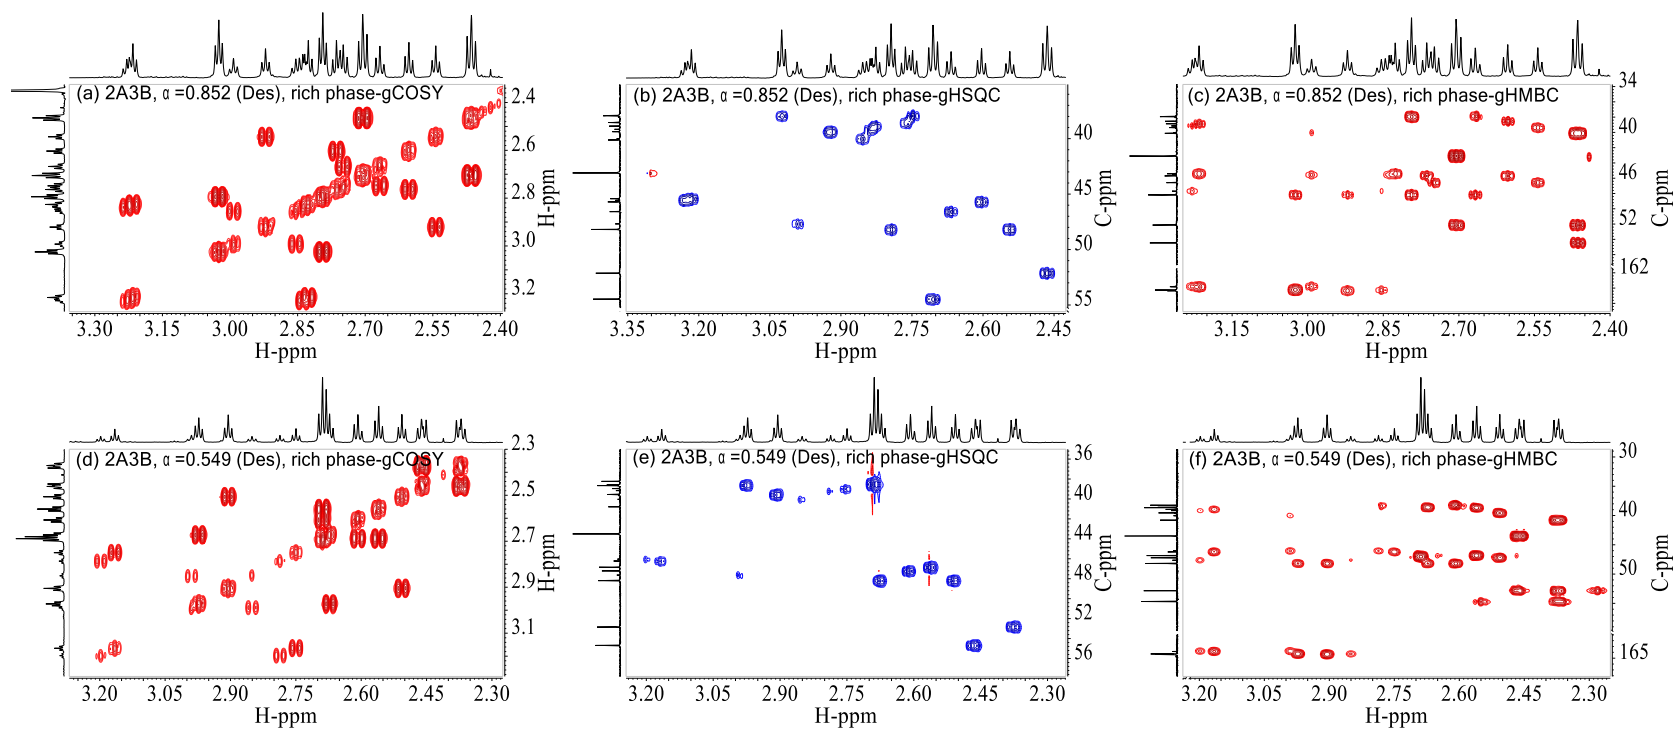 (a) 2A3B, α =0.852 (Des), rich phase-gCOSY
2.4
2.6
2.8
3.0
3.2
H-ppm
3.30 3.15 3.00 2.85 2.70 2.55 2.40
H-ppm
(b) 2A3B, α =0.852 (Des), rich phase-gHSQC
40
45
50
55
C-ppm
3.35 3.20 3.05 2.90 2.75 2.60 2.45
H-ppm
(c) 2A3B, α =0.852 (Des), rich phase-gHMBC
34
40
46
52
162
168
C-ppm
3.15 3.00 2.85 2.70 2.55 2.40
H-ppm
(d) 2A3B, α =0.549 (Des), rich phase-gCOSY
2.3
2.5
2.7
2.9
3.1
H-ppm
3.20 3.05 2.90 2.75 2.60 2.45 2.30
H-ppm
(e) 2A3B, α =0.549 (Des), rich phase-gHSQC
36
40
44
48
52
56
C-ppm
3.20 3.05 2.90 2.75 2.60 2.45 2.30
H-ppm
(f) 2A3B, α =0.549 (Des), rich phase-gHMBC
30
40
50
165
C-ppm
3.20 3.05 2.90 2.75 2.60 2.45 2.30
H-ppm